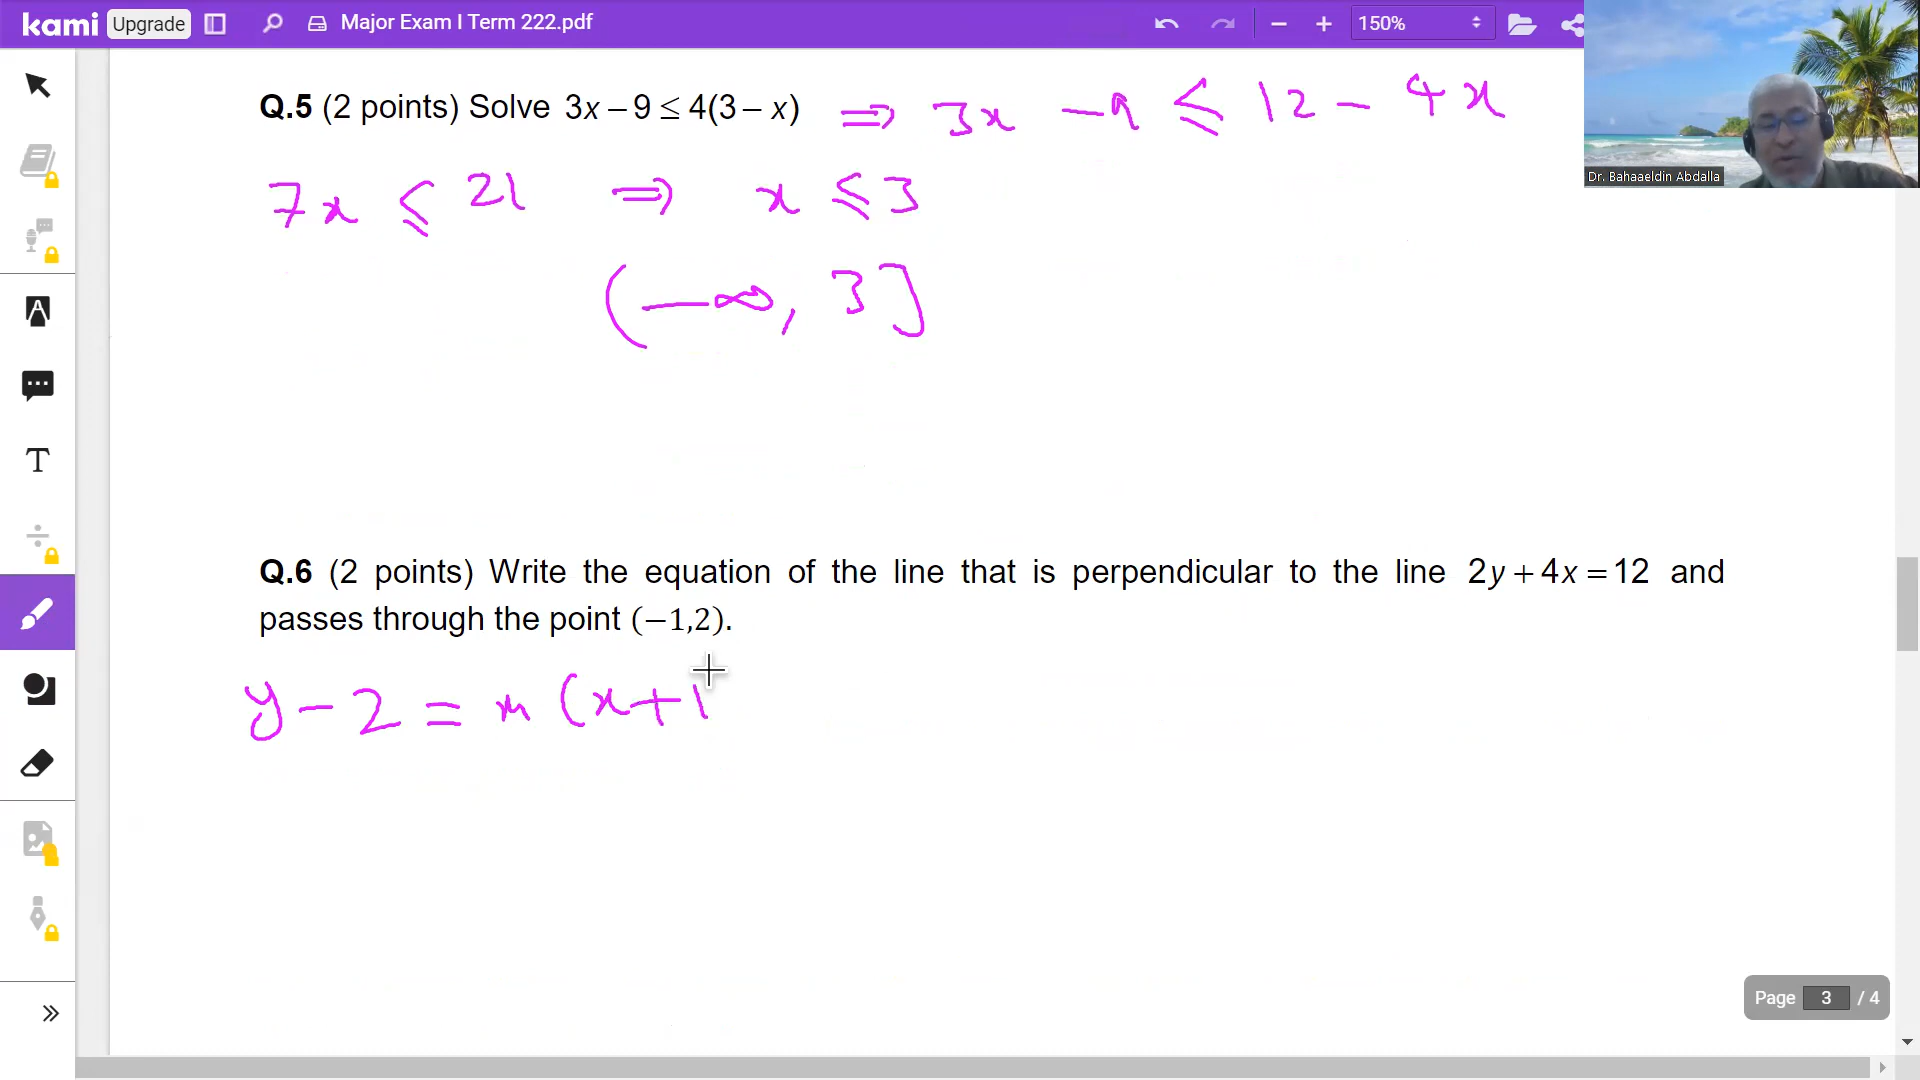 kami Upgrade Major Exam I Term 222.pdf 150%
Q.5 (2 points) Solve 3x – 9 ≤ 4(3 – x) ⇒ 3x – 9 ≤ 12 – 4x
Dr. Bahaaeldin Abdalla
7x ≤ 21 ⇒ x ≤ 3
(–∞, 3]
Q.6 (2 points) Write the equation of the line that is perpendicular to the line 2y + 4x = 12 and
passes through the point (−1,2).
y – 2 = m (x + 1
Page 3 / 4